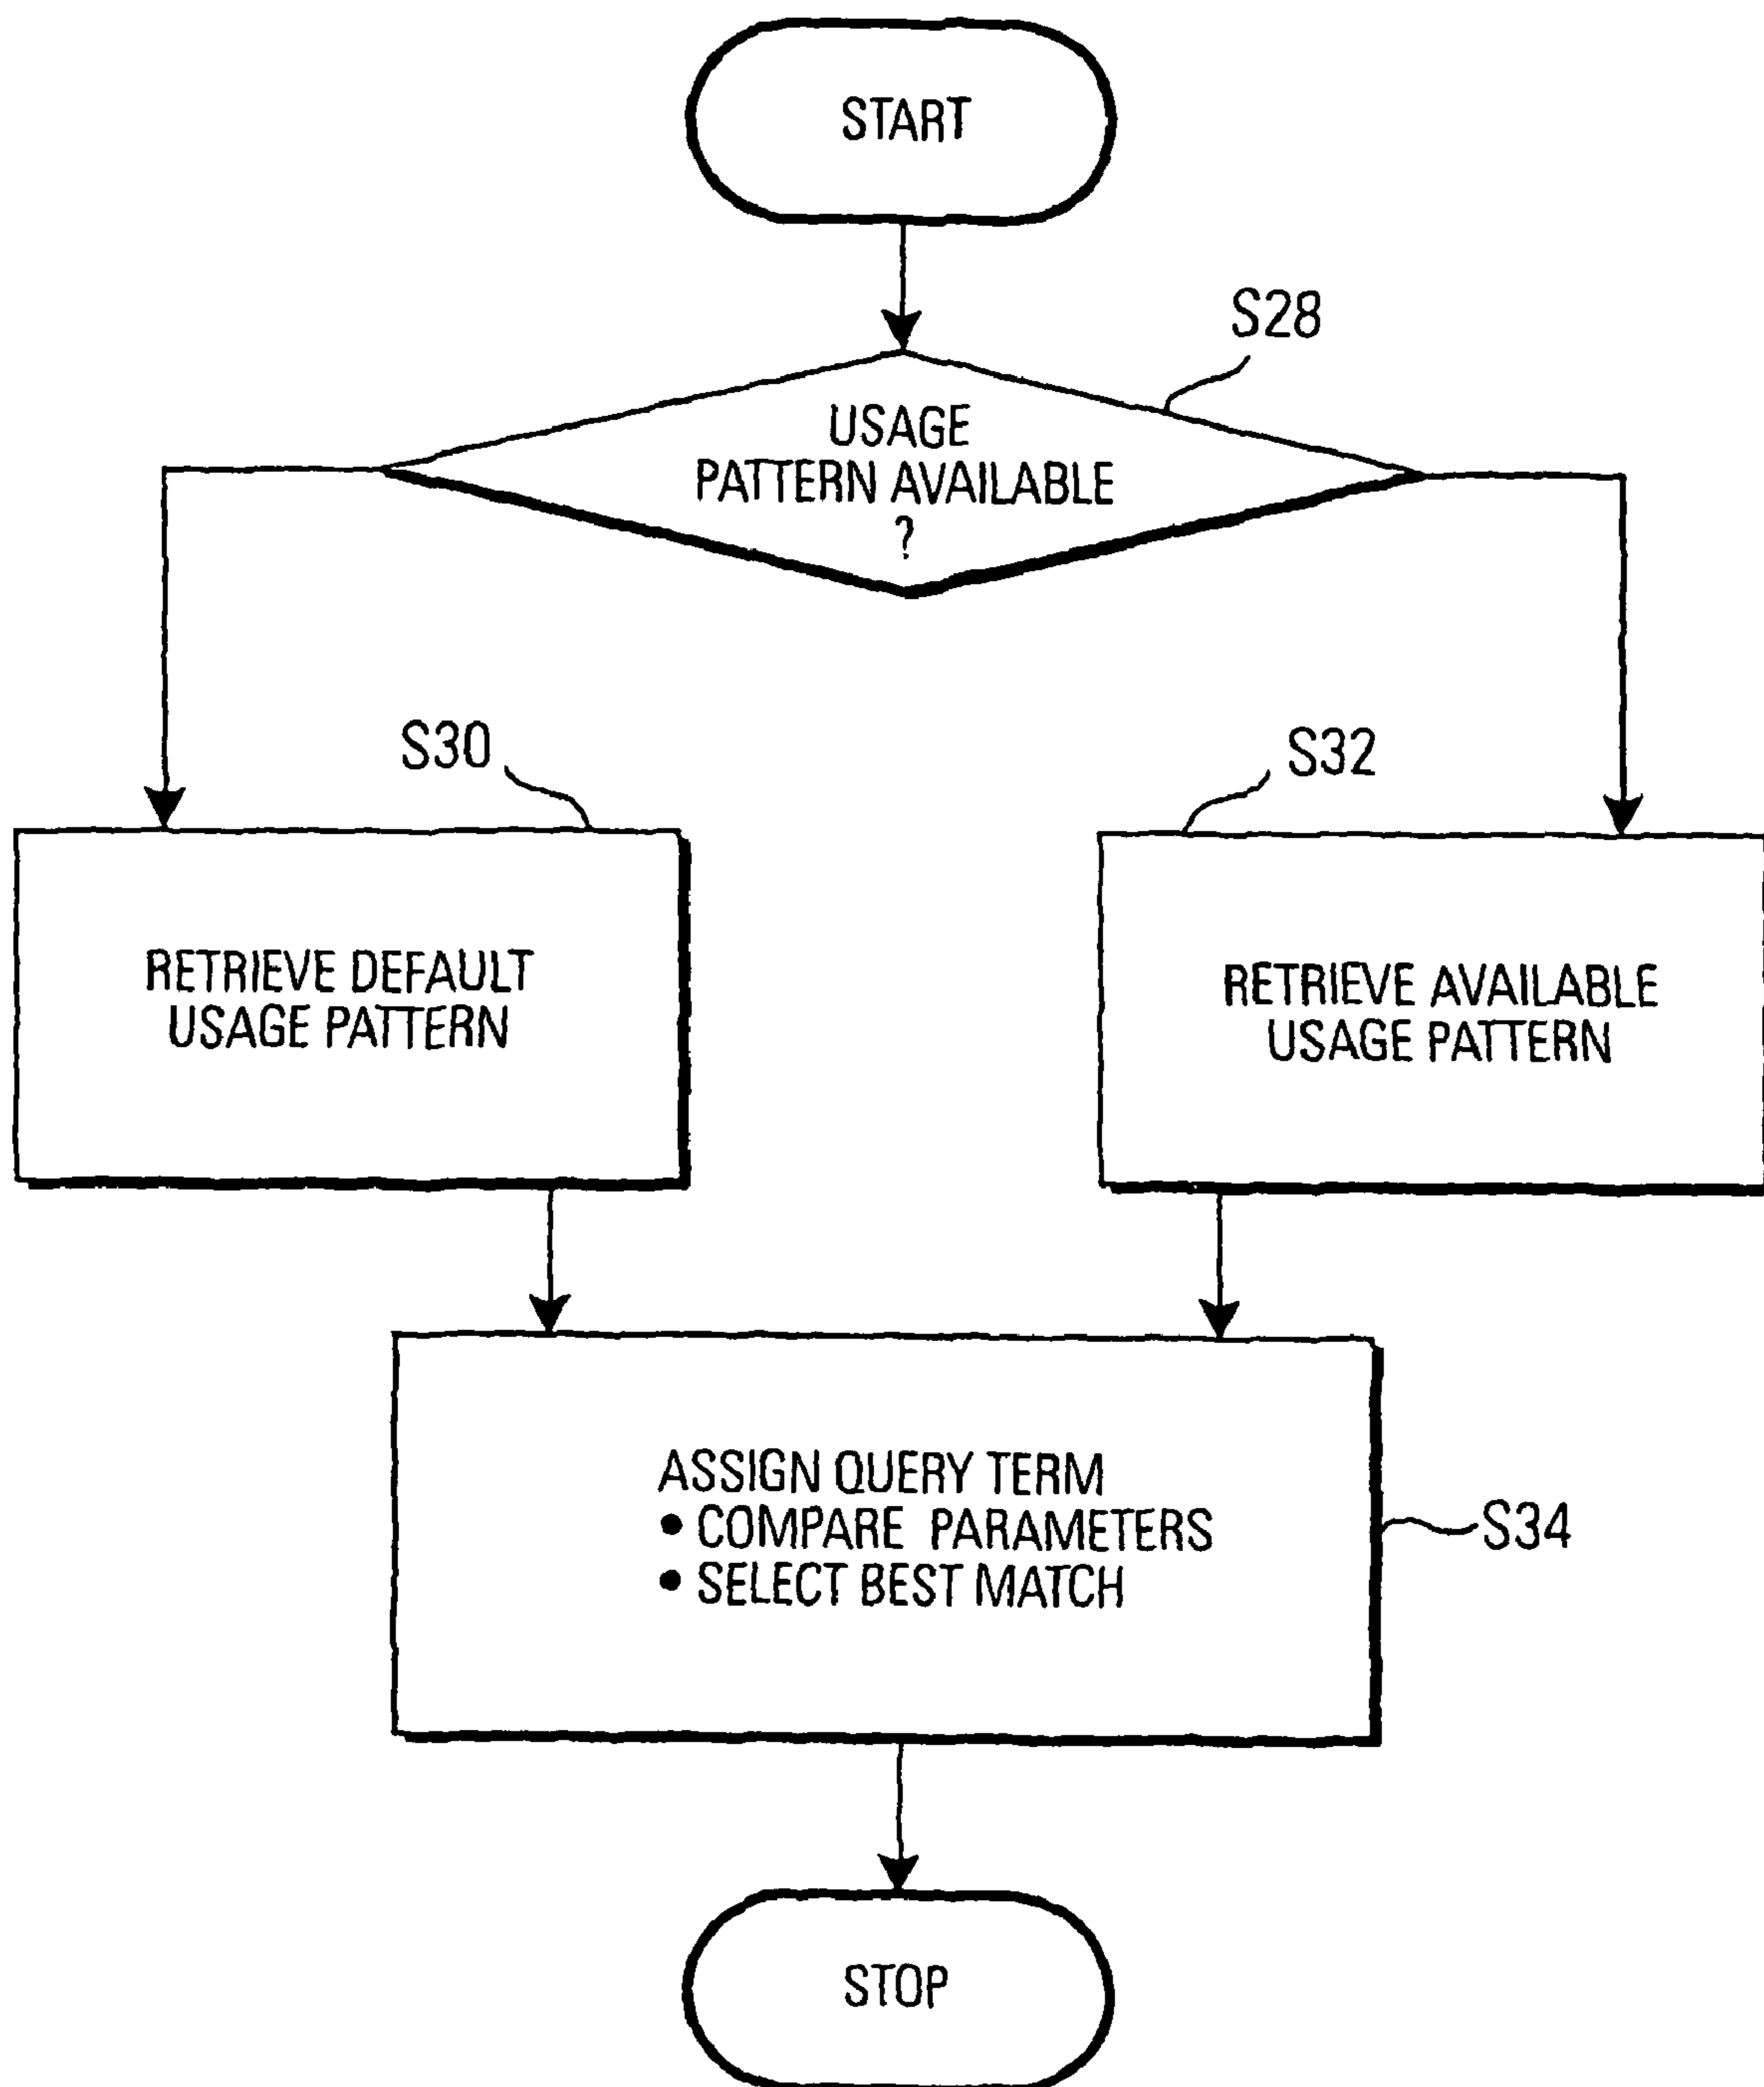 START
S28
USAGE
PATTERN AVAILABLE
?
S30
S32
RETRIEVE DEFAULT
USAGE PATTERN
RETRIEVE AVAILABLE
USAGE PATTERN
ASSIGN QUERY TERM
• COMPARE PARAMETERS
• SELECT BEST MATCH
S34
STOP